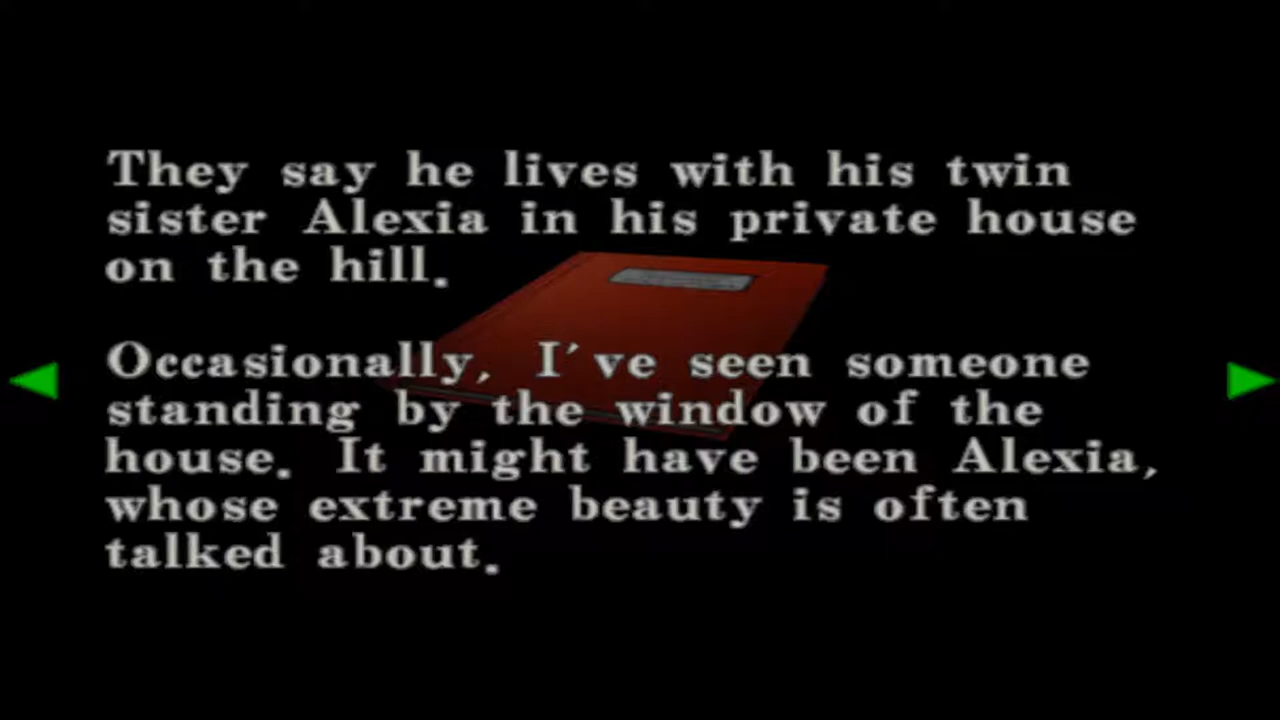 They say he lives with his twin
sister Alexia in his private house
on the hill.
Occasionally, I've seen someone
standing by the window of the
house. It might have been Alexia,
whose extreme beauty is often
talked about.